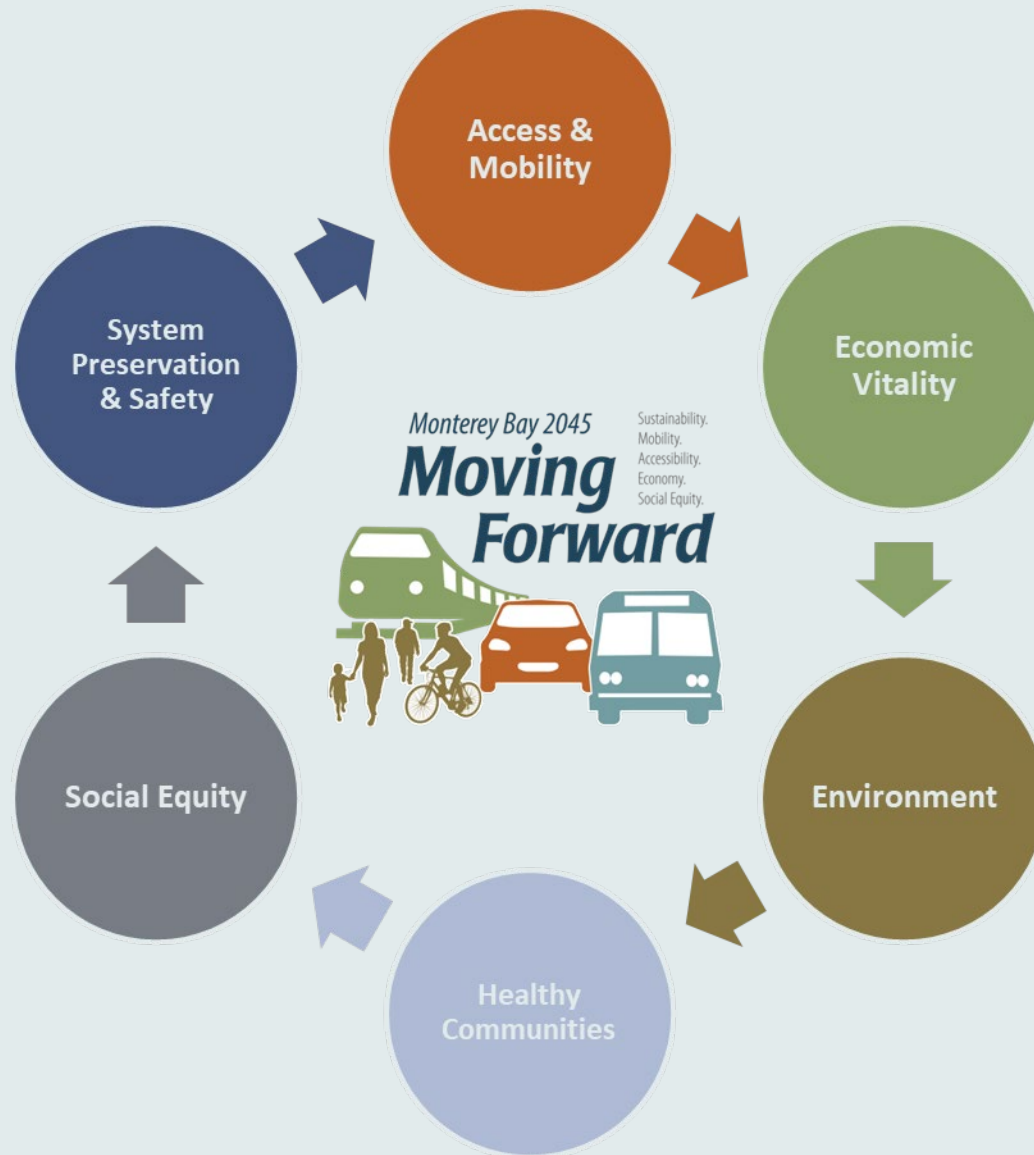 Access &
Mobility
Economic
Vitality
Environment
Healthy
Communities
Social Equity
System
Preservation
& Safety
Monterey Bay 2045
Moving
Forward
Sustainability.
Mobility.
Accessibility.
Economy.
Social Equity.